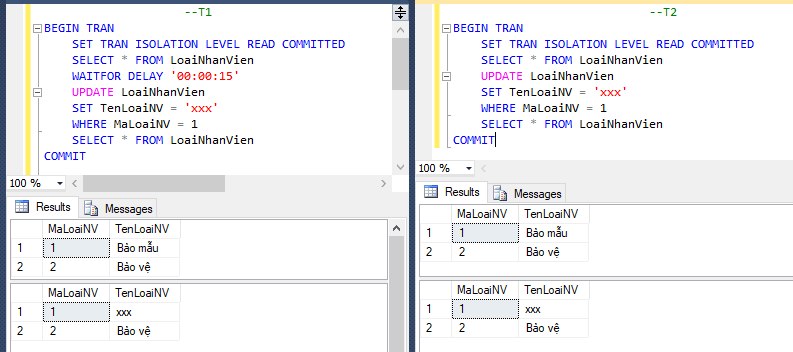 --T1
BEGIN TRAN
SET TRAN ISOLATION LEVEL READ COMMITTED
SELECT * FROM LoaiNhanVien
WAITFOR DELAY '00:00:15'
UPDATE LoaiNhanVien
SET TenLoaiNV = 'xxx'
WHERE MaLoaiNV = 1
SELECT * FROM LoaiNhanVien
COMMIT
100 %
Results Messages
MaLoaiNV TenLoaiNV
1 1 Bảo mẫu
2 2 Bảo vệ
MaLoaiNV TenLoaiNV
1 1 xxx
2 2 Bảo vệ
--T2
BEGIN TRAN
SET TRAN ISOLATION LEVEL READ COMMITTED
SELECT * FROM LoaiNhanVien
UPDATE LoaiNhanVien
SET TenLoaiNV = 'xxx'
WHERE MaLoaiNV = 1
SELECT * FROM LoaiNhanVien
COMMIT
100 %
Results Messages
MaLoaiNV TenLoaiNV
1 1 Bảo mẫu
2 2 Bảo vệ
MaLoaiNV TenLoaiNV
1 1 xxx
2 2 Bảo vệ